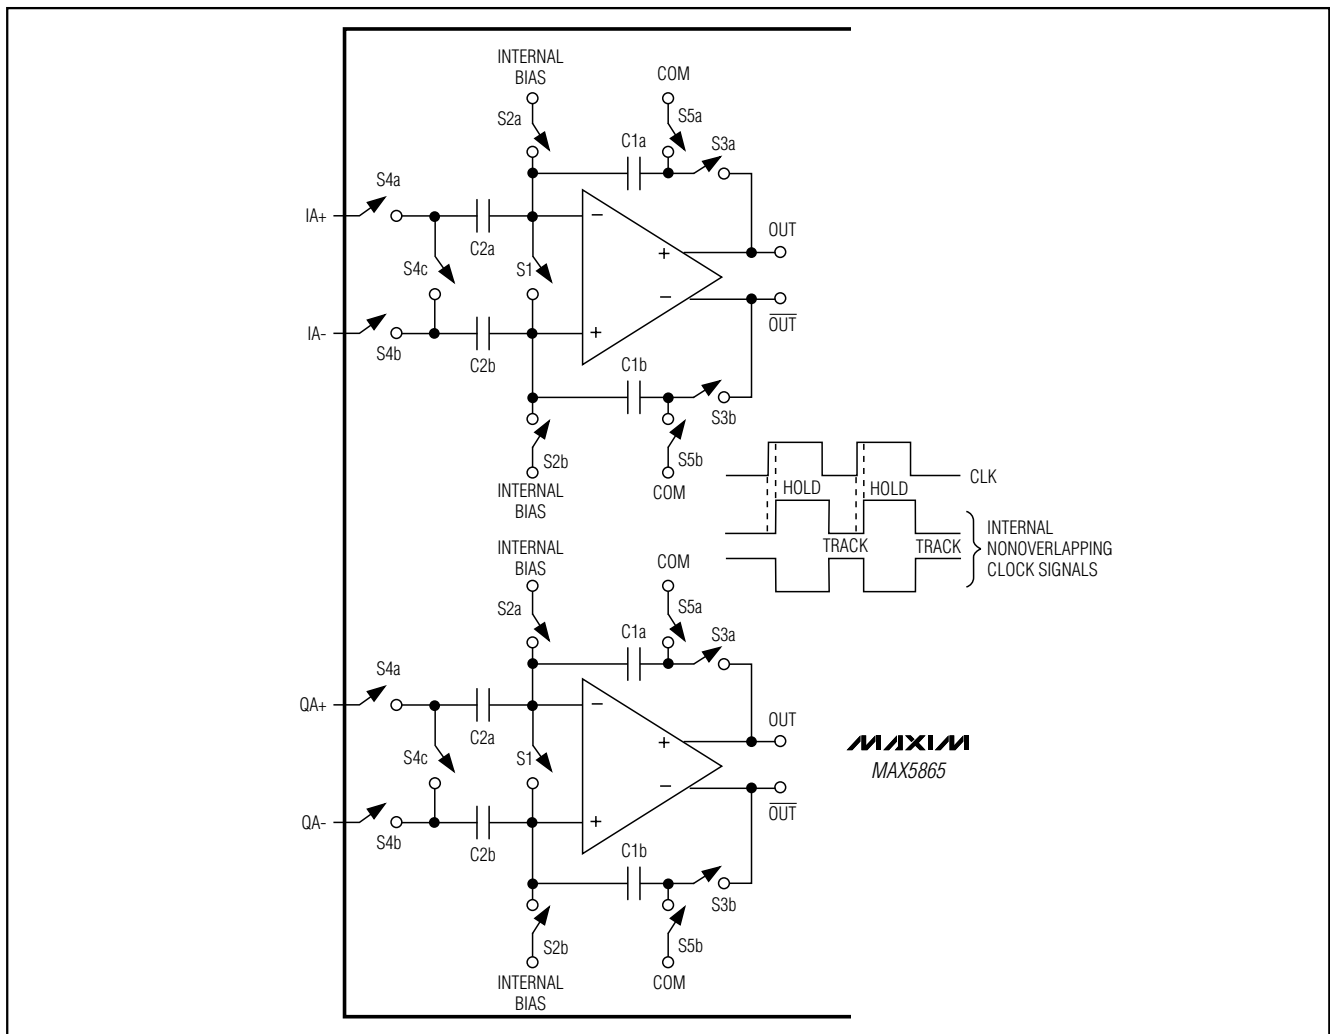 INTERNAL
BIAS
COM
S2a
S5a
C1a
S3a
S4a
IA+
−
C2a
OUT
+
S4c
S1
−
OUT
IA-
+
S4b
C2b
C1b
S3b
S2b
S5b
INTERNAL
BIAS
COM
CLK
HOLD
HOLD
TRACK
TRACK
INTERNAL
NONOVERLAPPING
CLOCK SIGNALS
INTERNAL
BIAS
COM
S2a
S5a
C1a
S3a
S4a
QA+
−
C2a
OUT
+
S4c
S1
−
OUT
QA-
+
S4b
C2b
C1b
S3b
S2b
S5b
INTERNAL
BIAS
COM
MAXIM
MAX5865